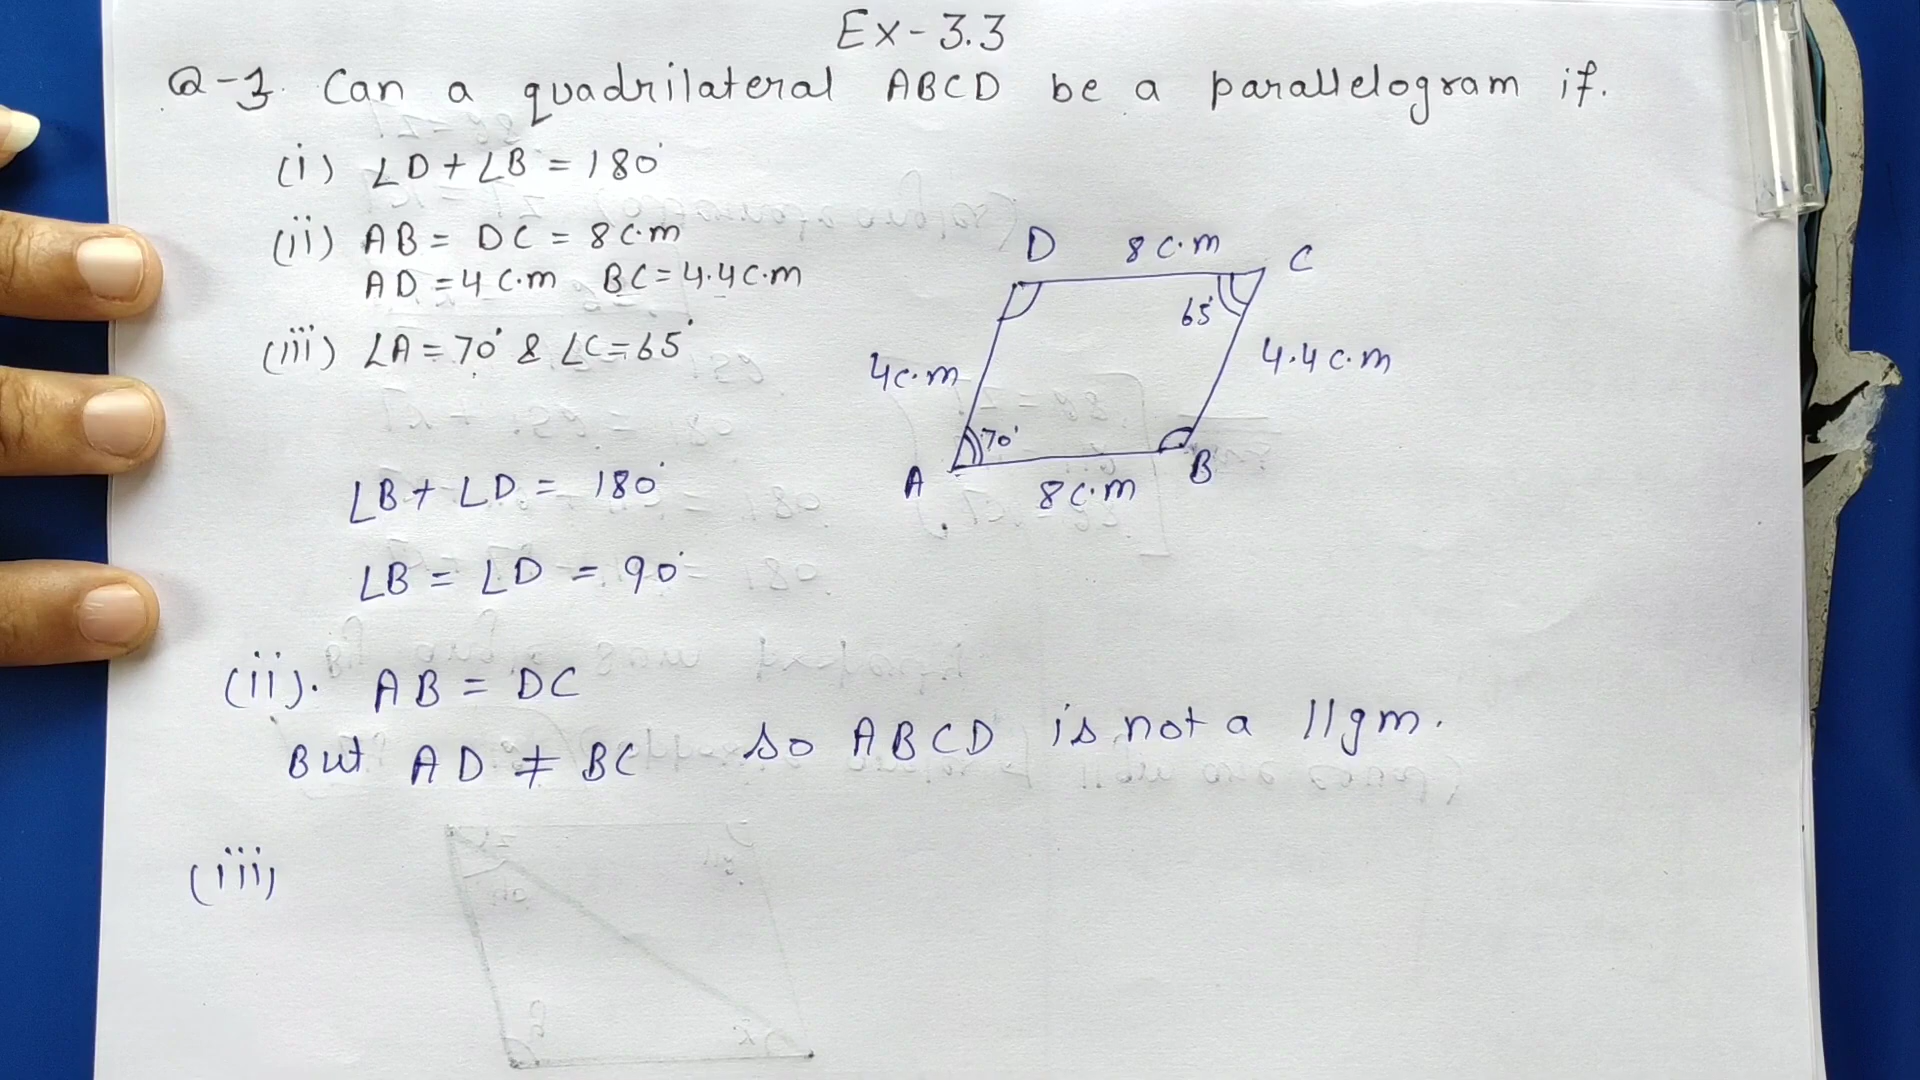 Ex-3.3
Q-3. Can a quadrilateral ABCD be a parallelogram if.
(i) ∠D + ∠B = 180°
(ii) AB = DC = 8 c.m
AD = 4 c.m BC = 4.4 c.m
(iii) ∠A = 70° & ∠C = 65°
D 8 c.m C
65°
4 c.m 4.4 c.m
70°
A 8 c.m B
∠B + ∠D = 180°
∠B = ∠D = 90°
(ii). AB = DC
But AD ≠ BC so ABCD is not a ||gm.
(iii)